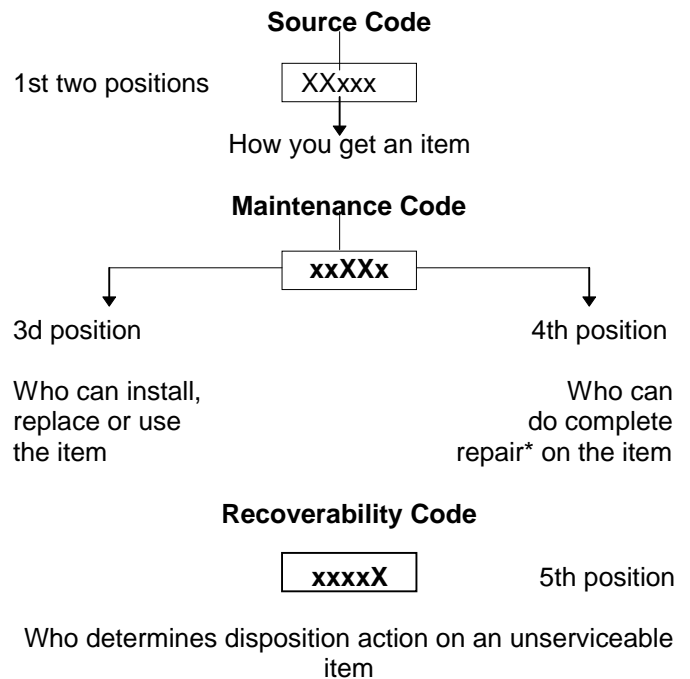 Source Code
1st two positions XXxxx
How you get an item
Maintenance Code
xxXXx
3d position 4th position
Who can install, Who can
replace or use do complete
the item repair* on the item
Recoverability Code
xxxxX 5th position
Who determines disposition action on an unserviceable
item